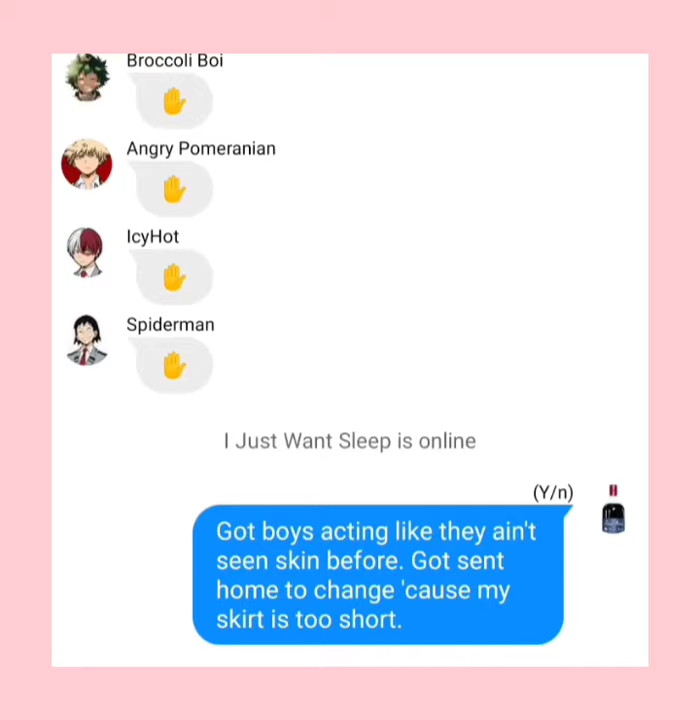 Broccoli Boi
✋
Angry Pomeranian
✋
IcyHot
✋
Spiderman
✋
I Just Want Sleep is online
(Y/n)
Got boys acting like they ain't
seen skin before. Got sent
home to change 'cause my
skirt is too short.